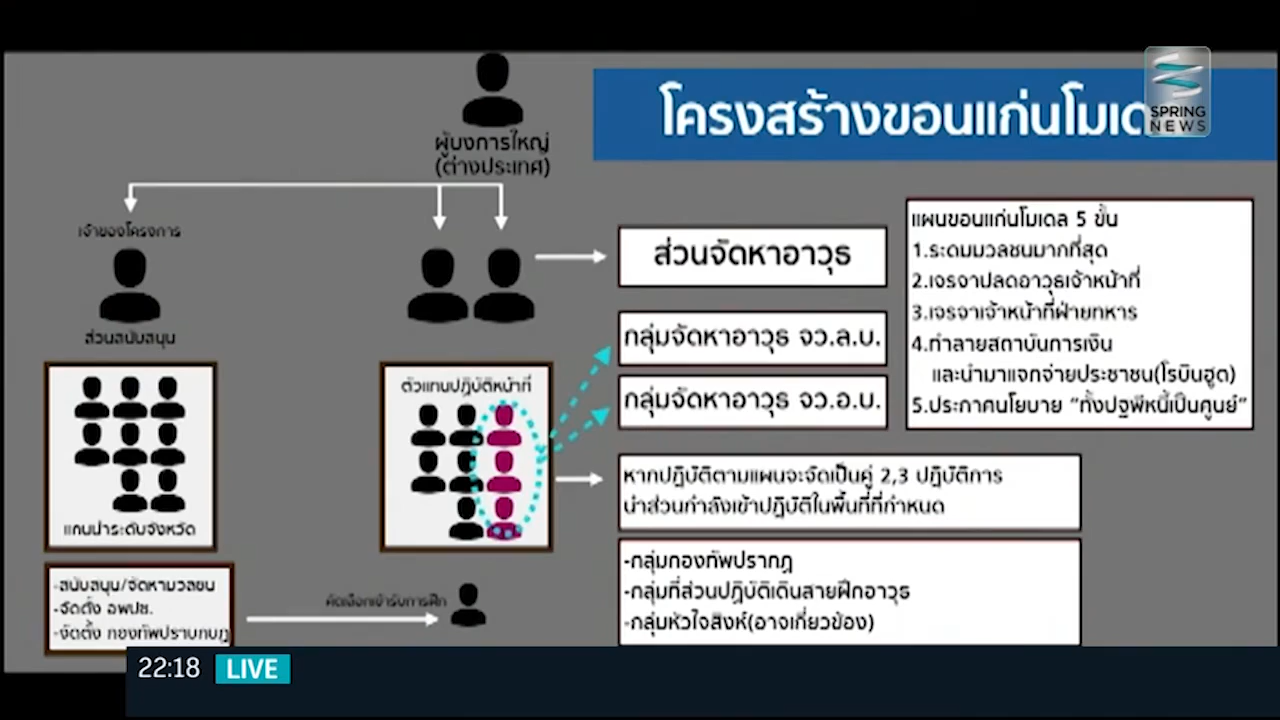 SPRING
NEWS
โครงสร้างขอนแก่นโมเด
ผู้บงการใหญ่
(ต่างประเทศ)
เจ้าของโครงการ
ส่วนสนับสนุน
แกนนำระดับจังหวัด
-สนับสนุน/จัดหามวลชน
-จัดตั้ง อพปช.
-จัดตั้ง กองทัพปราบกบฏ
คัดเลือกเข้ารับการฝึก
ตัวแทนปฏิบัติหน้าที่
ส่วนจัดหาอาวุธ
กลุ่มจัดหาอาวุธ จว.ล.บ.
กลุ่มจัดหาอาวุธ จว.อ.บ.
แผนขอนแก่นโมเดล 5 ขั้น
1.ระดมมวลชนมากที่สุด
2.เจรจาปลดอาวุธเจ้าหน้าที่
3.เจรจาเจ้าหน้าที่ฝ่ายทหาร
4.ทำลายสถาบันการเงิน
และนำมาแจกจ่ายประชาชน(โรบินฮูด)
5.ประกาศนโยบาย “ทั้งปฐพีหนี้เป็นศูนย์”
หากปฏิบัติตามแผนจะจัดเป็นคู่ 2,3 ปฏิบัติการ
นำส่วนกำลังเข้าปฏิบัติในพื้นที่ที่กำหนด
-กลุ่มกองทัพปรากฏ
-กลุ่มที่ส่วนปฏิบัติเดินสายฝึกอาวุธ
-กลุ่มหัวใจสิงห์(อาจเกี่ยวข้อง)
22:18 LIVE